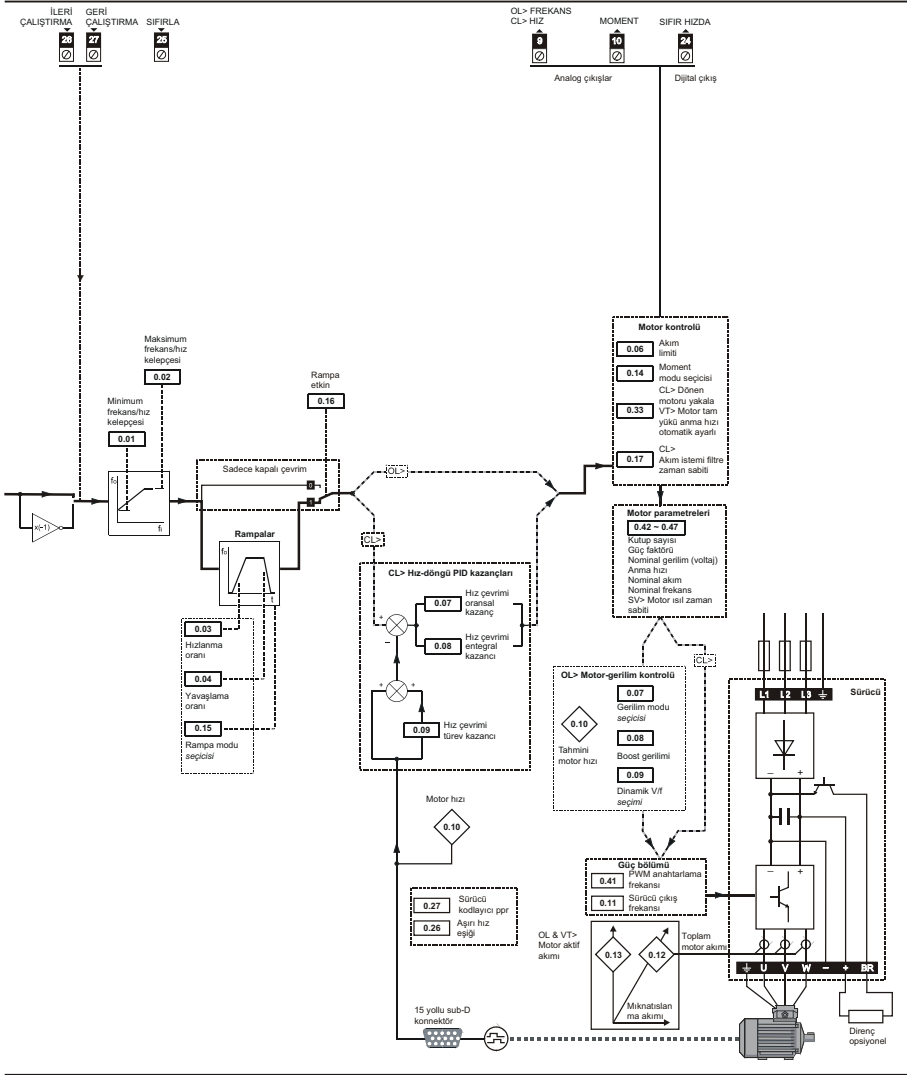 İLERİ
ÇALIŞTIRMA
GERİ
ÇALIŞTIRMA
SIFIRLA
26
27
25
OL> FREKANS
CL> HIZ
MOMENT
SIFIR HIZDA
9
10
24
Analog çıkışlar
Dijital çıkış
Maksimum
frekans/hız
kelepçesi
0.02
Minimum
frekans/hız
kelepçesi
0.01
Rampa
etkin
0.16
Sadece kapalı çevrim
0
1
x(−1)
fo
fi
Rampalar
fo
t
0.03
Hızlanma
oranı
0.04
Yavaşlama
oranı
0.15
Rampa modu
seçicisi
OL>
CL>
CL> Hız-döngü PID kazançları
0.07
Hız çevrimi
oransal
kazanç
0.08
Hız çevrimi
entegral
kazancı
+
−
+
+
0.09
Hız çevrimi
türev kazancı
Motor hızı
0.10
0.27
Sürücü
kodlayıcı ppr
0.26
Aşırı hız
eşiği
15 yollu sub-D
konnektör
Motor kontrolü
0.06
Akım
limiti
0.14
Moment
modu seçicisi
0.33
CL> Dönen
motoru yakala
VT> Motor tam
yükü anma hızı
otomatik ayarlı
0.17
CL>
Akım istemi filtre
zaman sabiti
Motor parametreleri
0.42 ~ 0.47
Kutup sayısı
Güç faktörü
Nominal gerilim (voltaj)
Anma hızı
Nominal akım
Nominal frekans
SV> Motor ısıl zaman
sabiti
CL>
OL> Motor-gerilim kontrolü
0.07
Gerilim modu
seçicisi
0.10
Tahmini
motor hızı
0.08
Boost gerilimi
0.09
Dinamik V/f
seçimi
Güç bölümü
0.41
PWM anahtarlama
frekansı
0.11
Sürücü çıkış
frekansı
OL & VT>
Motor aktif
akımı
0.13
0.12
Toplam
motor akımı
Mıknatıslan
ma akımı
L1 L2 L3
Sürücü
− +
− +
U V W − + BR
Direnç
opsiyonel